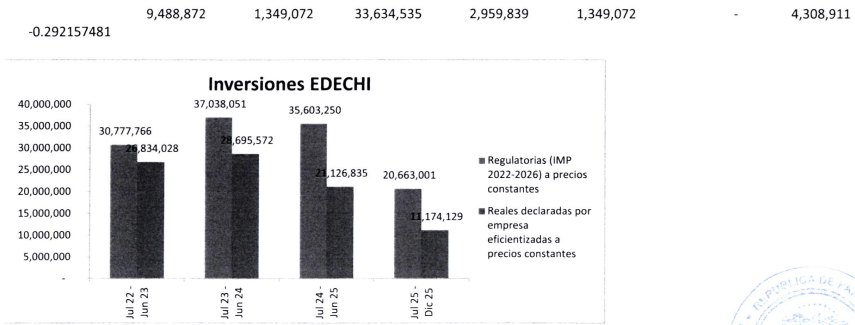 9,488,872 1,349,072 33,634,535 2,959,839 1,349,072 - 4,308,911
-0.292157481
Inversiones EDECHI
40,000,000
35,000,000
30,000,000
25,000,000
20,000,000
15,000,000
10,000,000
5,000,000
-
30,777,766
26,834,028
37,038,051
28,695,572
35,603,250
21,126,835
20,663,001
11,174,129
Jul 22 -
Jun 23
Jul 23 -
Jun 24
Jul 24 -
Jun 25
Jul 25 -
Dic 25
Regulatorias (IMP
2022-2026) a precios
constantes
Reales declaradas por
empresa
eficientizadas a
precios constantes
REPUBLICA DE